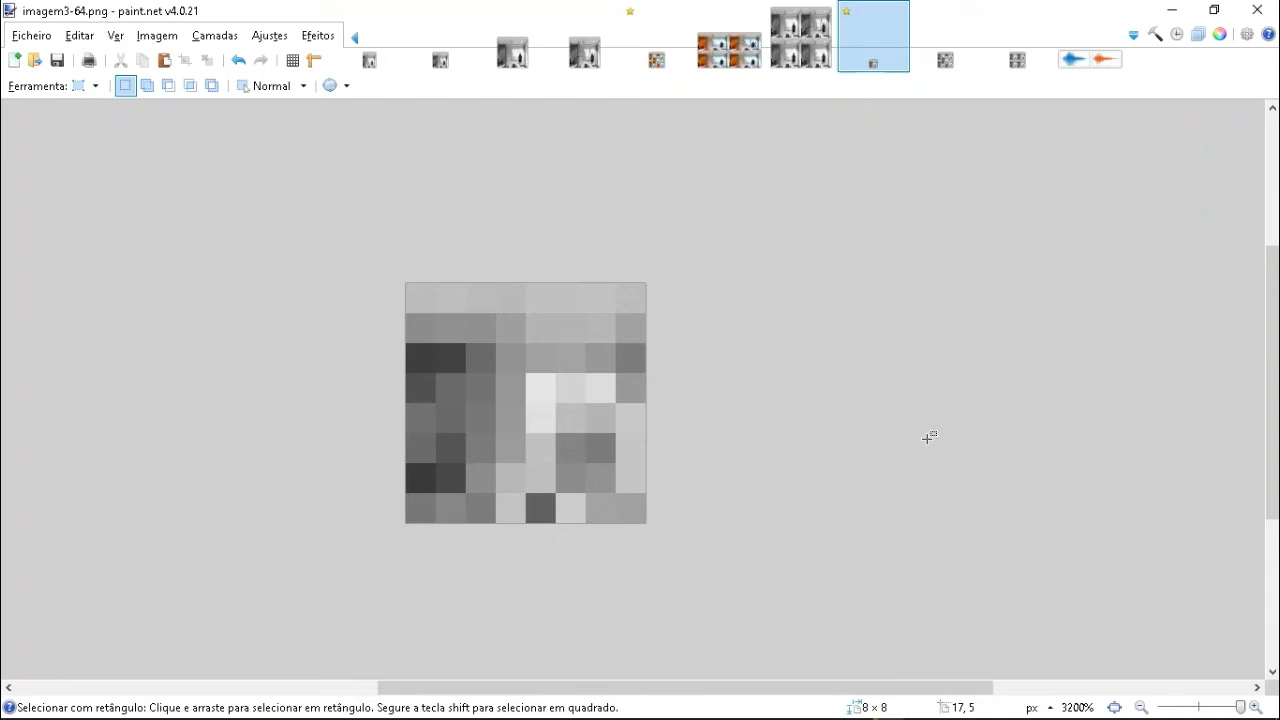 imagem3-64.png - paint.net v4.0.21
Ficheiro Ver Imagem Camadas Ajustes Efeitos
Ferramenta: Normal
Selecionar com retângulo: Clique e arraste para selecionar em retângulo. Segure a tecla shift para selecionar em quadrado. 8 × 8 17, 5 px 3200%